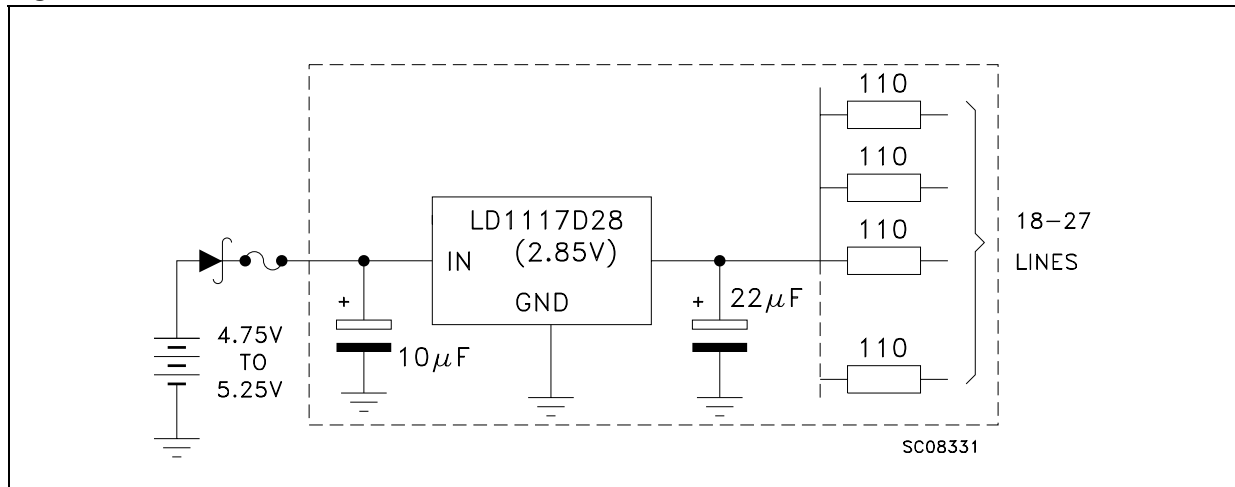 110
110
110
110
18-27
LINES
LD1117D28
(2.85V)
IN
GND
+
10μF
+
22μF
4.75V
TO
5.25V
SC08331